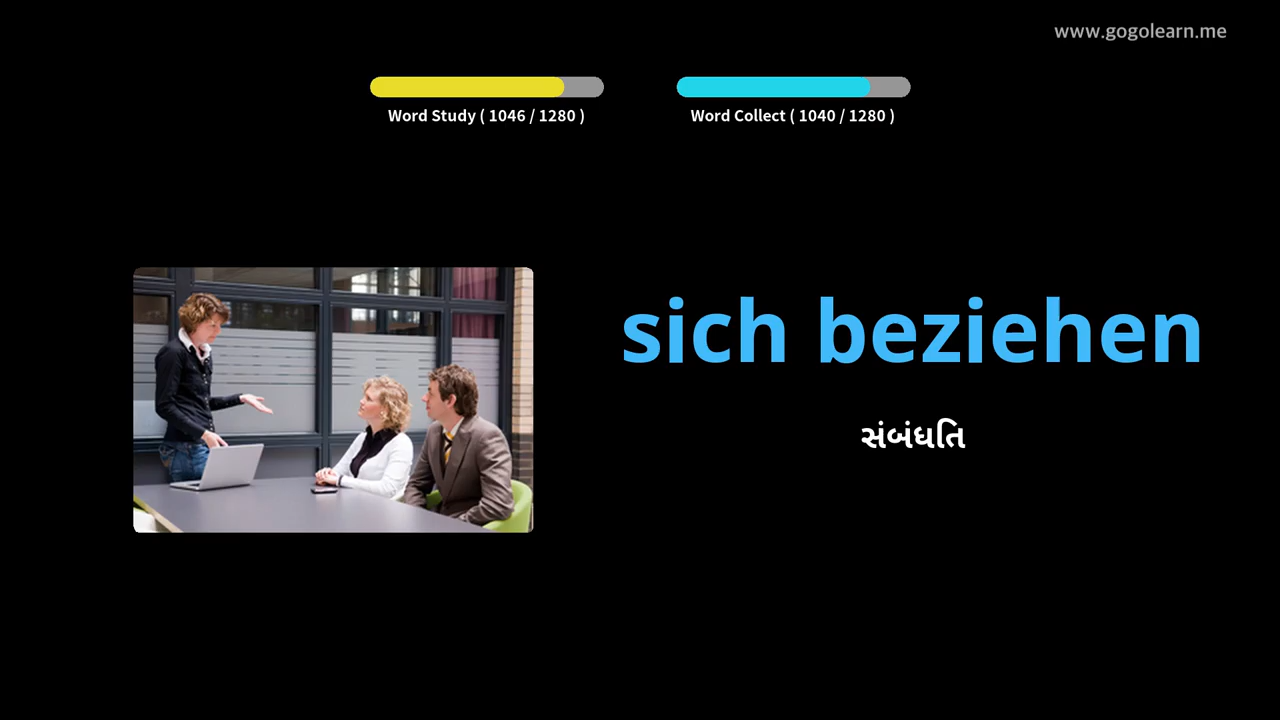 www.gogolearn.me
Word Study ( 1046 / 1280 )
Word Collect ( 1040 / 1280 )
sich beziehen
સંબંધતિ